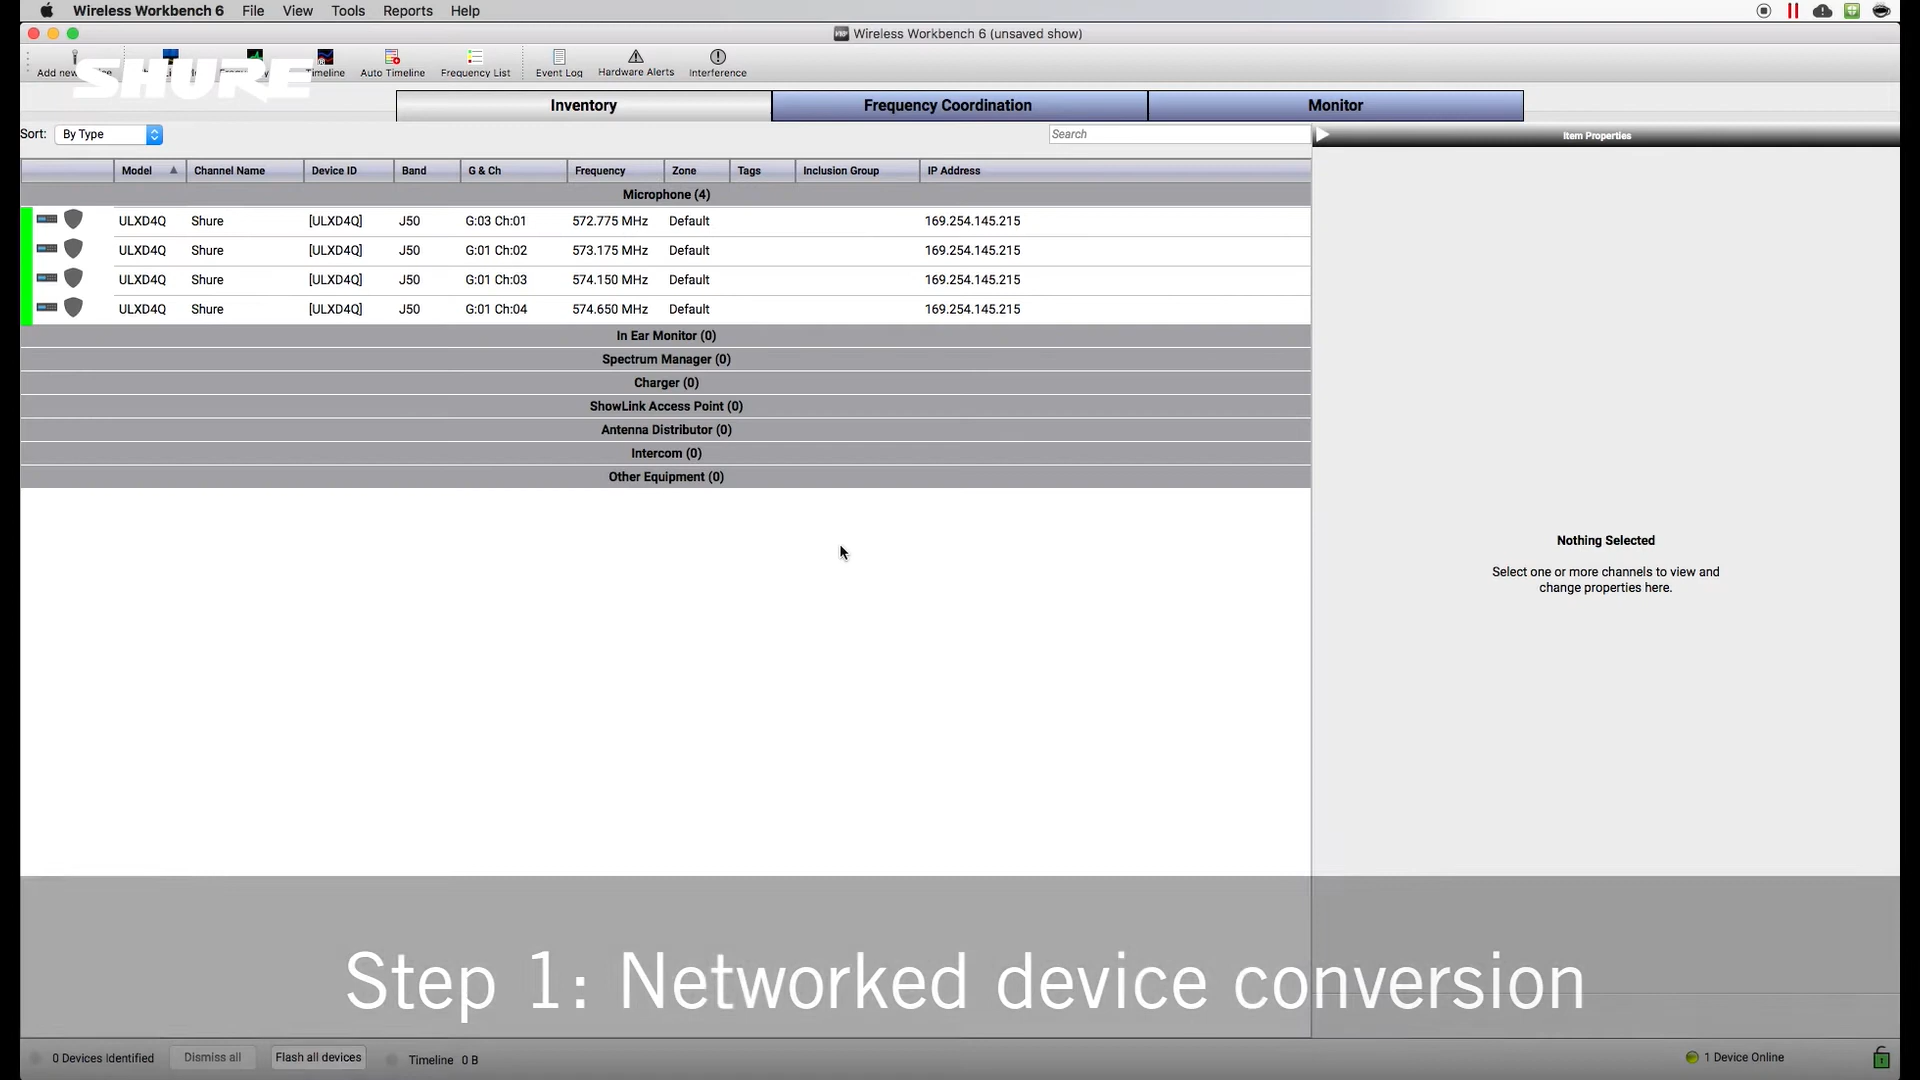 Wireless Workbench 6 File View Tools Reports Help
Wireless Workbench 6 (unsaved show)
Add new Timeline Auto Timeline Frequency List Event Log Hardware Alerts Interference
SHURE
Inventory Frequency Coordination Monitor
Sort: By Type Search Item Properties
Model Channel Name Device ID Band G & Ch Frequency Zone Tags Inclusion Group IP Address
Microphone (4)
ULXD4Q Shure [ULXD4Q] J50 G:03 Ch:01 572.775 MHz Default 169.254.145.215
ULXD4Q Shure [ULXD4Q] J50 G:01 Ch:02 573.175 MHz Default 169.254.145.215
ULXD4Q Shure [ULXD4Q] J50 G:01 Ch:03 574.150 MHz Default 169.254.145.215
ULXD4Q Shure [ULXD4Q] J50 G:01 Ch:04 574.650 MHz Default 169.254.145.215
In Ear Monitor (0)
Spectrum Manager (0)
Charger (0)
ShowLink Access Point (0)
Antenna Distributor (0)
Intercom (0)
Other Equipment (0)
Nothing Selected
Select one or more channels to view and
change properties here.
Step 1: Networked device conversion
0 Devices Identified Dismiss all Flash all devices Timeline 0 B 1 Device Online